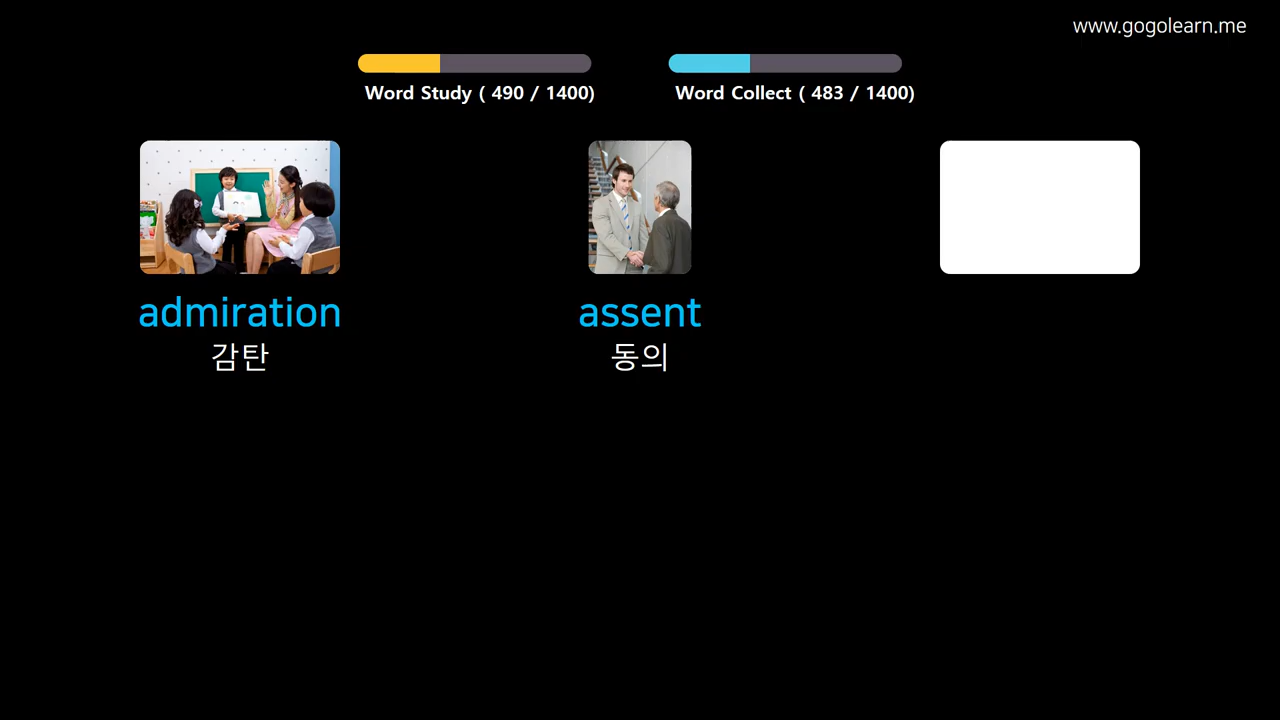 www.gogolearn.me
Word Study ( 490 / 1400)
Word Collect ( 483 / 1400)
admiration
감탄
assent
동의